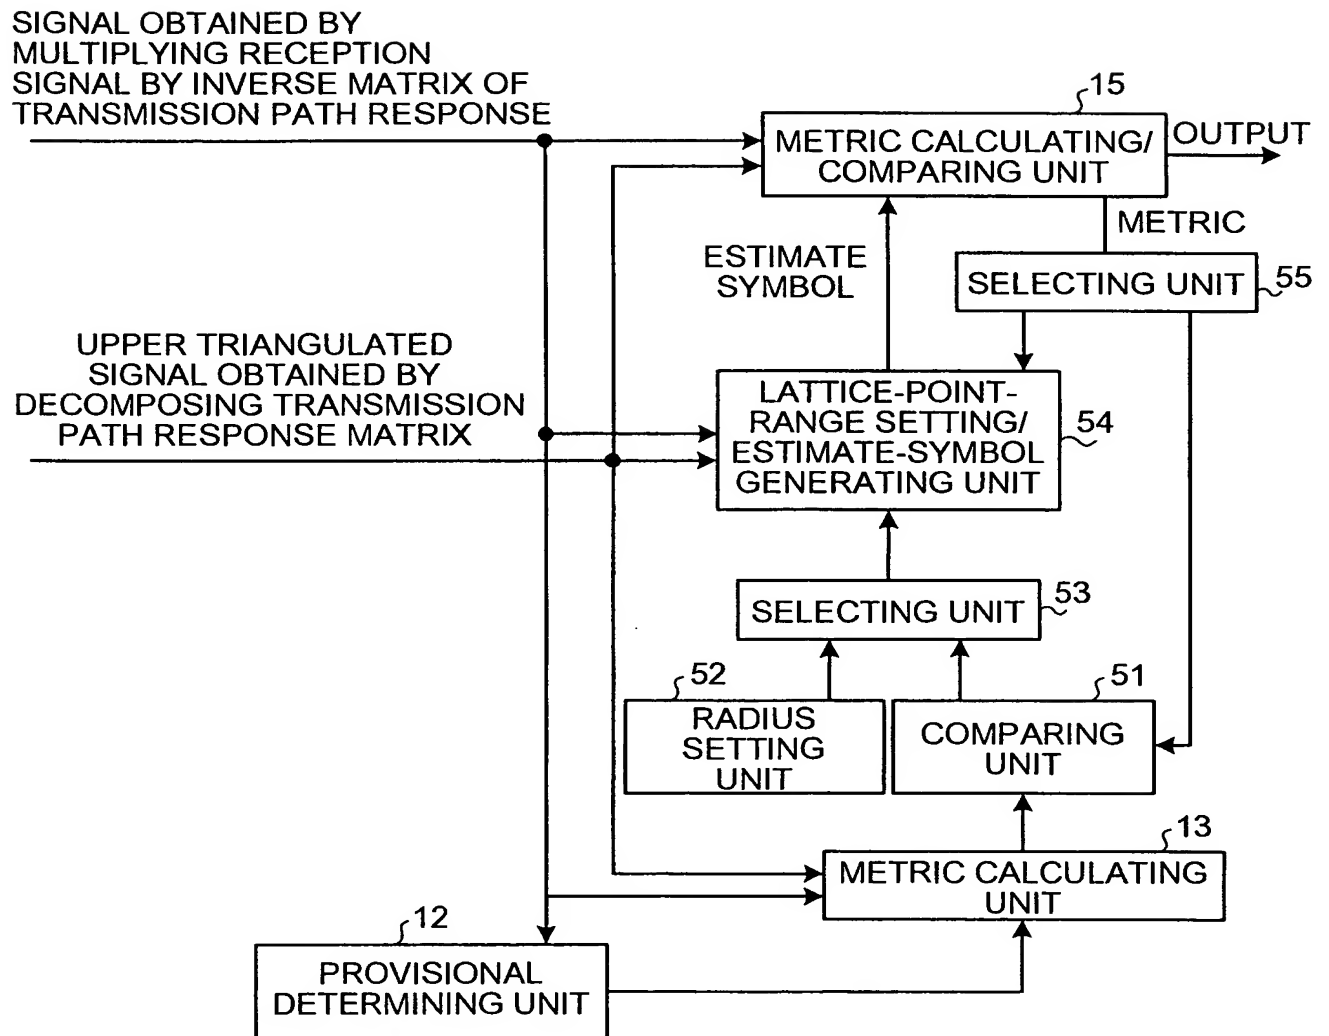 SIGNAL OBTAINED BY
MULTIPLYING RECEPTION
SIGNAL BY INVERSE MATRIX OF
TRANSMISSION PATH RESPONSE
15
METRIC CALCULATING/
COMPARING UNIT
OUTPUT
METRIC
ESTIMATE
SYMBOL
SELECTING UNIT
55
UPPER TRIANGULATED
SIGNAL OBTAINED BY
DECOMPOSING TRANSMISSION
PATH RESPONSE MATRIX
LATTICE-POINT-
RANGE SETTING/
ESTIMATE-SYMBOL
GENERATING UNIT
54
SELECTING UNIT
53
52
RADIUS
SETTING
UNIT
51
COMPARING
UNIT
13
METRIC CALCULATING
UNIT
12
PROVISIONAL
DETERMINING UNIT